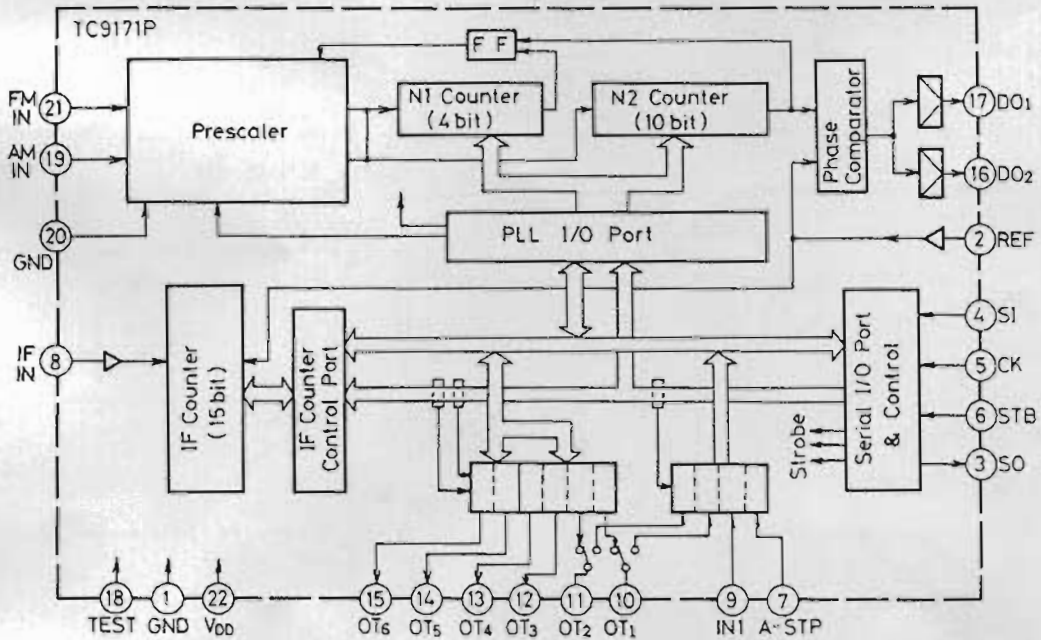 TC9171P
F F
FM IN
21
AM IN
19
Prescaler
N1 Counter
(4 bit)
N2 Counter
(10 bit)
Phase Comparator
17 DO1
16 DO2
20
GND
PLL I/O Port
2 REF
IF IN
8
IF Counter
(15 bit)
IF Counter
Control Port
Strobe
Serial I/O Port
& Control
4 SI
5 CK
6 STB
3 SO
18 1 22 15 14 13 12 11 10 9 7
TEST GND VDD OT6 OT5 OT4 OT3 OT2 OT1 IN1 A-STP